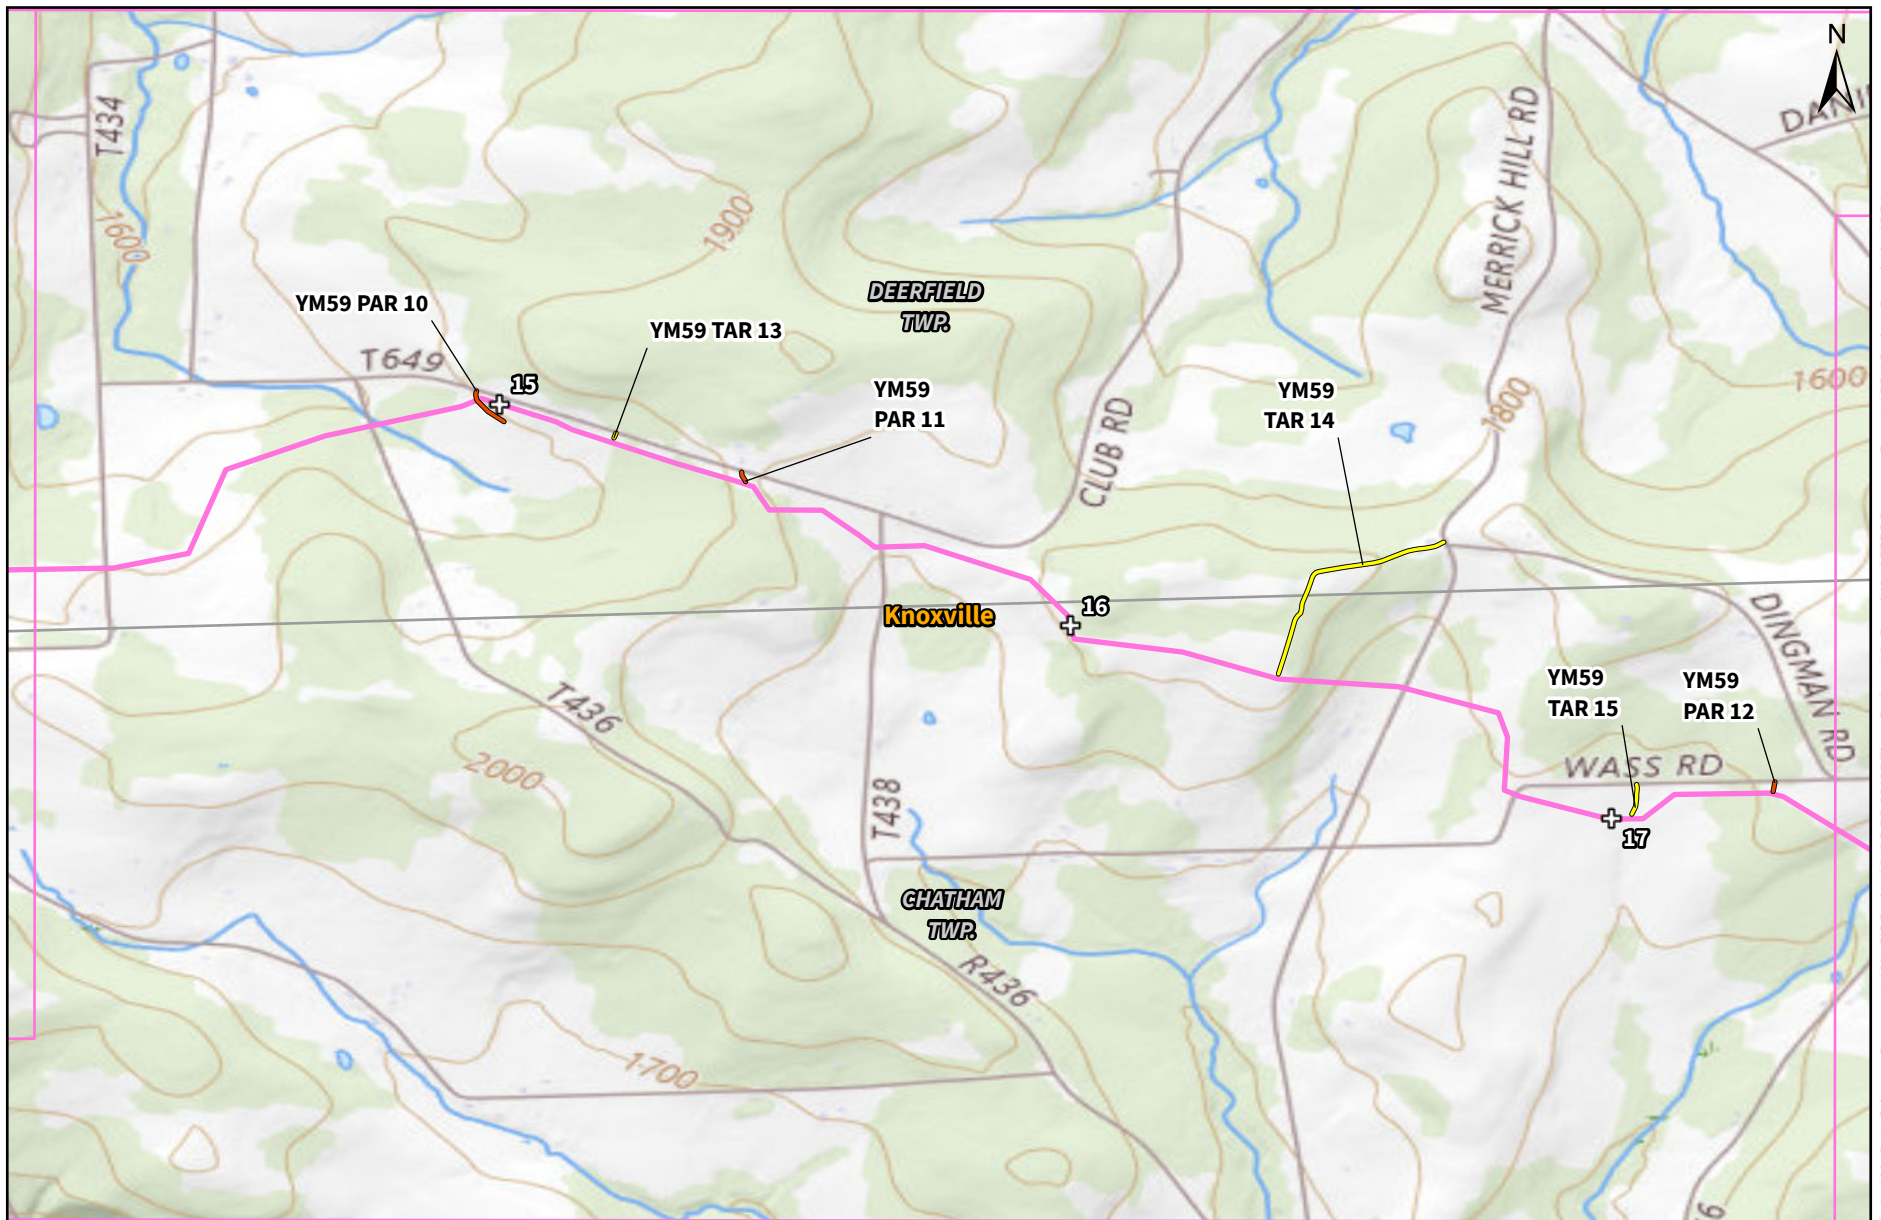 N
DANI
T434
MERRICK HILL RD
1600
1900
DEERFIELD
TWP.
YM59 PAR 10
YM59 TAR 13
T649
15
YM59
PAR 11
YM59
TAR 14
1600
1800
CLUB RD
16
Knoxville
DINGMAN RD
YM59
TAR 15
YM59
PAR 12
T436
2000
WASS RD
T438
17
CHATHAM
TWP.
R436
1700
6